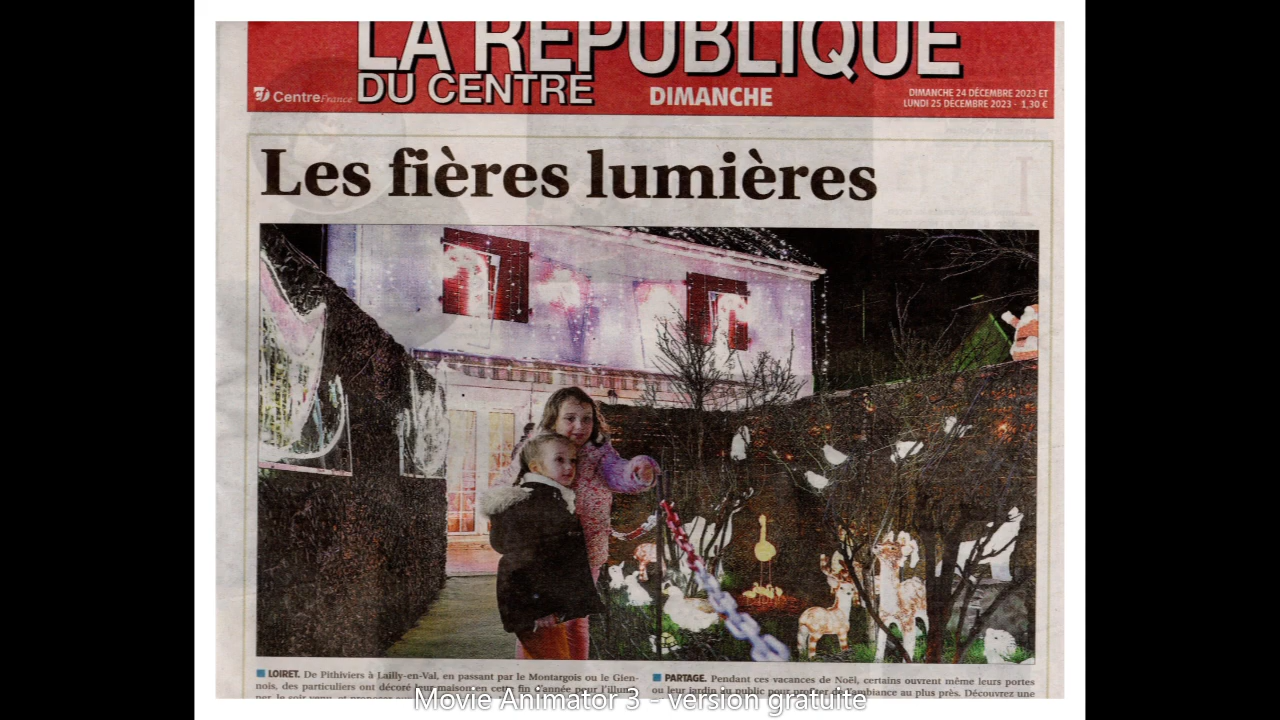 LA RÉPUBLIQUE
DU CENTRE
CentreFrance
DIMANCHE
DIMANCHE 24 DÉCEMBRE 2023 ET
LUNDI 25 DÉCEMBRE 2023 - 1,30 €
Les fières lumières
LOIRET. De Pithiviers à Lailly-en-Val, en passant par le Montargois ou le Gien-
nois, des particuliers ont décoré leur maison en cette fin d'année pour l'illum-
PARTAGE. Pendant ces vacances de Noël, certains ouvrent même leurs portes
ou leur jardin au public pour profiter de l'ambiance au plus près. Découvrez une
Movie Animator 3 - version gratuite